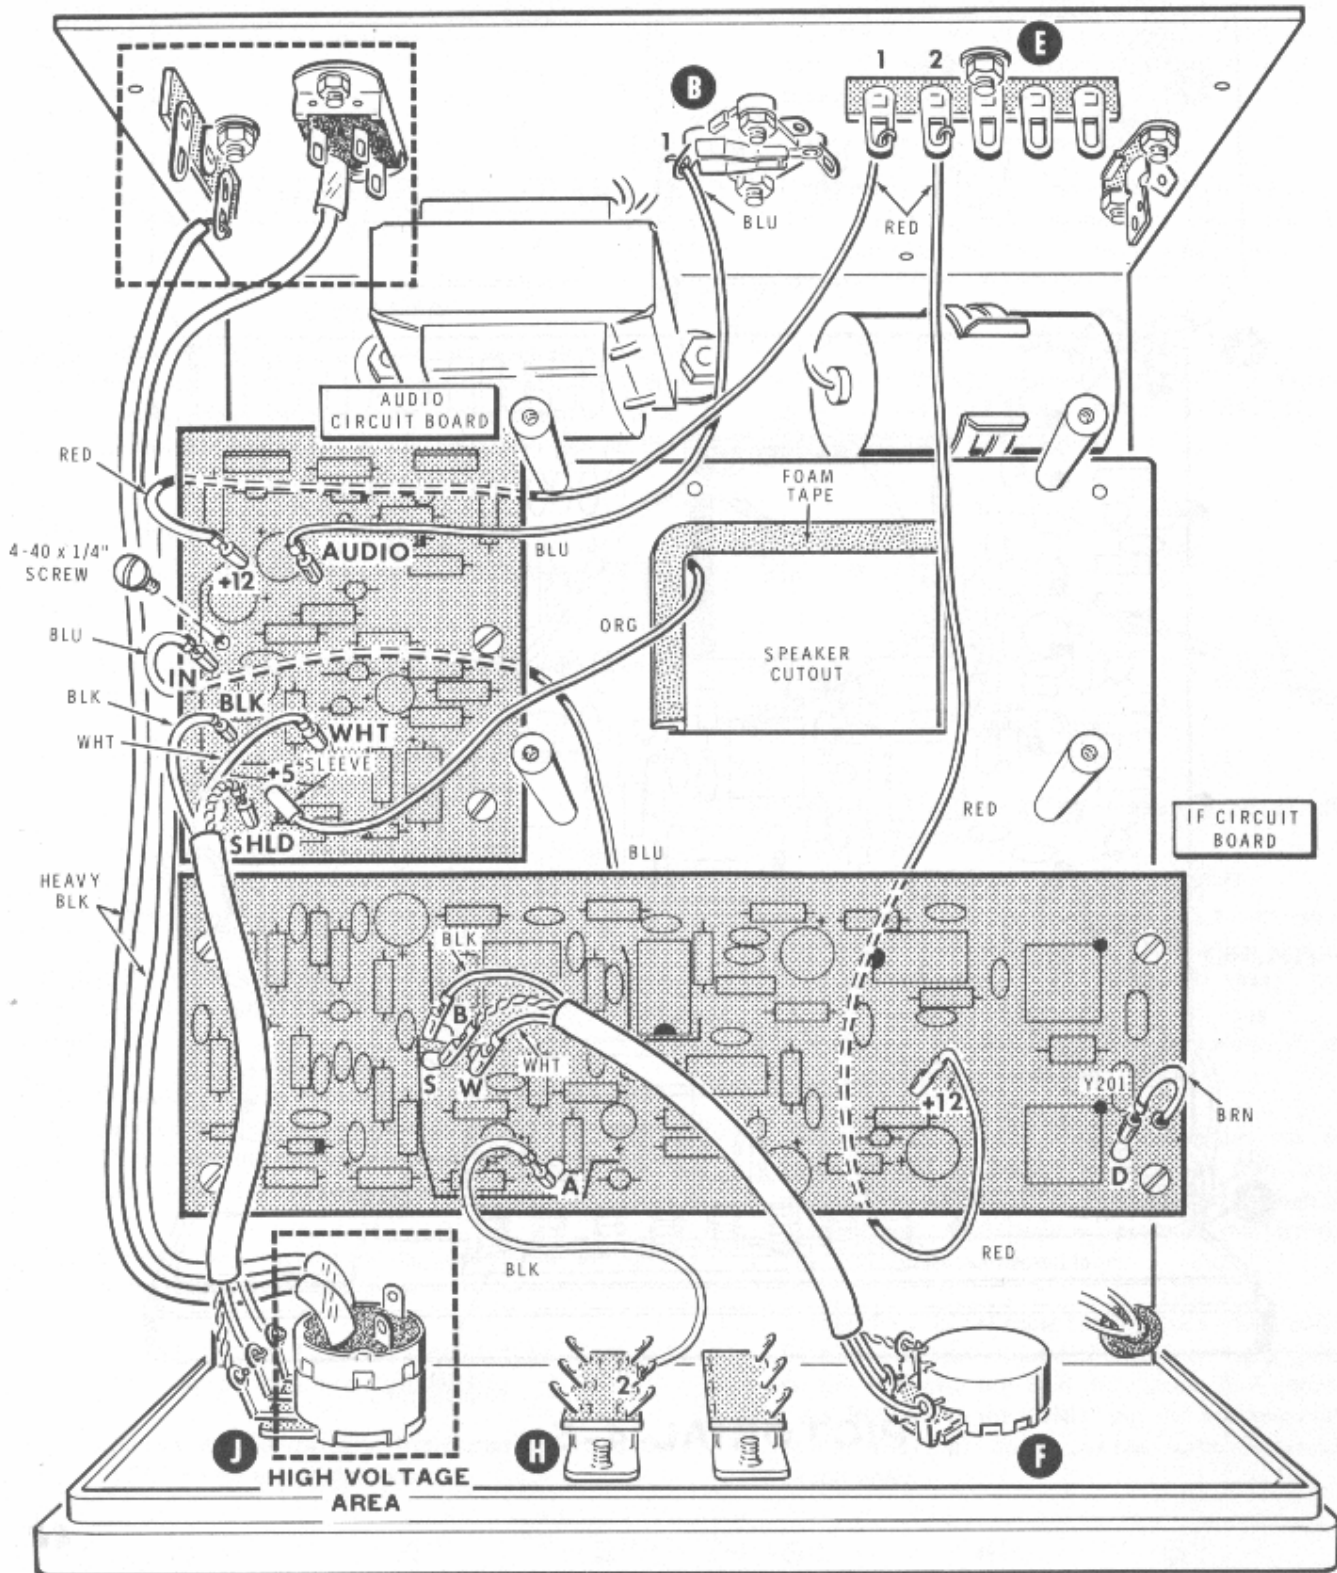 1 2 E
B
1
BLU
RED
AUDIO
CIRCUIT BOARD
RED
FOAM
TAPE
AUDIO
BLU
4-40 x 1/4"
SCREW
+12
ORG
BLU
SPEAKER
CUTOUT
IN
BLK
BLK
WHT
WHT
SLEEVE
+5
RED
IF CIRCUIT
BOARD
SHLD
BLU
HEAVY
BLK
BLK
B
S
W
WHT
Y201
+12
BRN
A
D
BLK
RED
2
J
H
F
HIGH VOLTAGE
AREA